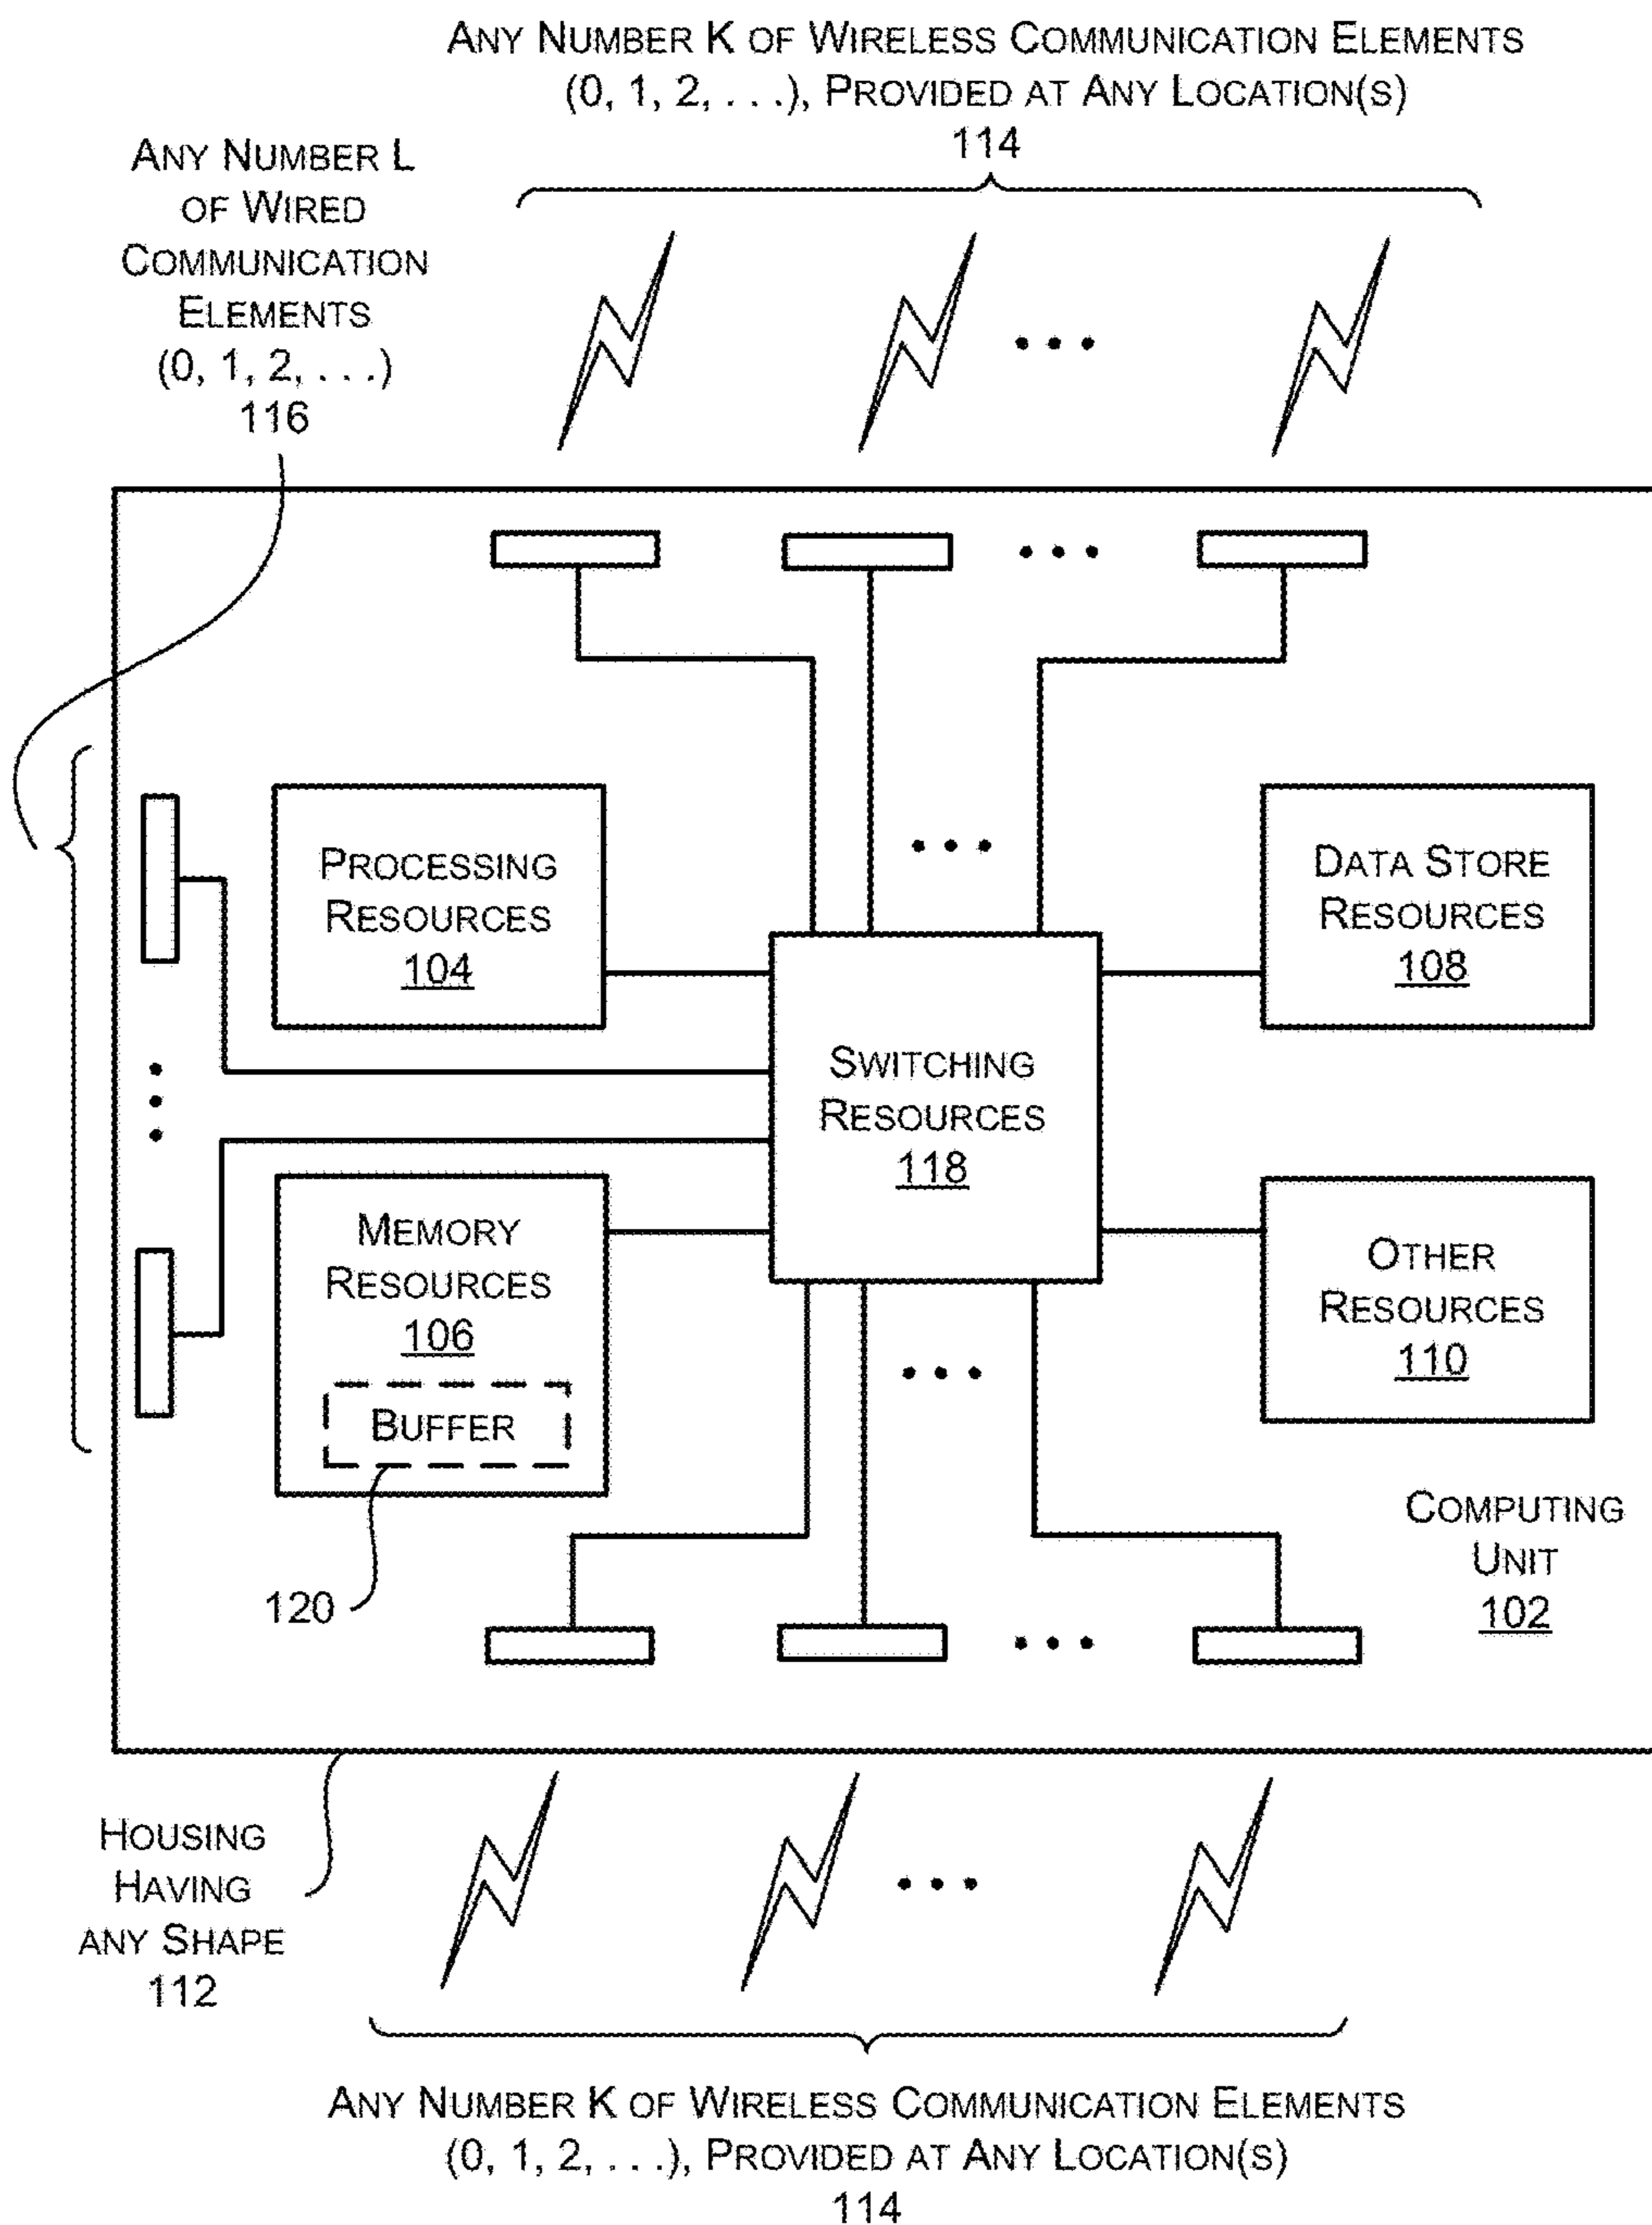 ANY NUMBER K OF WIRELESS COMMUNICATION ELEMENTS
(0, 1, 2, . . .), PROVIDED AT ANY LOCATION(S)
114
ANY NUMBER L
OF WIRED
COMMUNICATION
ELEMENTS
(0, 1, 2, . . .)
116
PROCESSING
RESOURCES
104
DATA STORE
RESOURCES
108
SWITCHING
RESOURCES
118
MEMORY
RESOURCES
106
BUFFER
120
OTHER
RESOURCES
110
COMPUTING
UNIT
102
HOUSING
HAVING
ANY SHAPE
112
ANY NUMBER K OF WIRELESS COMMUNICATION ELEMENTS
(0, 1, 2, . . .), PROVIDED AT ANY LOCATION(S)
114